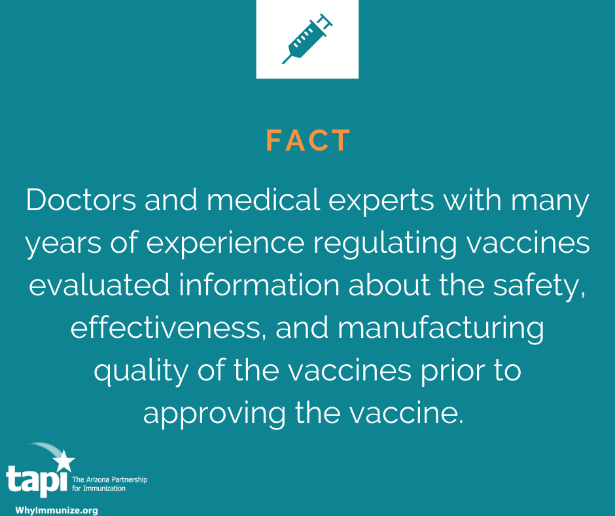 FACT
Doctors and medical experts with many
years of experience regulating vaccines
evaluated information about the safety,
effectiveness, and manufacturing
quality of the vaccines prior to
approving the vaccine.
tapi
The Arizona Partnership
for Immunization
WhyImmunize.org